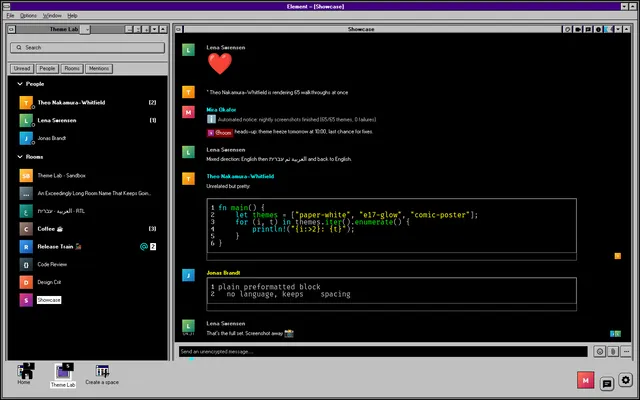 Element – [Showcase]
File Options Window Help
Theme Lab
Search
Unread People Rooms Mentions
People
Theo Nakamura-Whitfield [2]
Lena Sørensen [1]
Jonas Brandt
Rooms
SB Theme Lab - Sandbox
... An Exceedingly Long Room Name That Keeps Goin...
العربية - עברית - RTL
C Coffee ☕ [3]
R Release Train @ 2
{} Code Review
D Design Crit
S Showcase
Showcase
L Lena Sørensen
❤️
T * Theo Nakamura-Whitfield is rendering 65 walkthroughs at once
M Mira Okafor
Automated notice: nightly screenshots finished (65/65 themes, 0 failures)
@room heads-up: theme freeze tomorrow at 10:00, last chance for fixes
L Lena Sørensen
Mixed direction: English then العربية ثم עברית and back to English.
T Theo Nakamura-Whitfield
Unrelated but pretty:
1 fn main() {
2 let themes = ["paper-white", "e17-glow", "comic-poster"];
3 for (i, t) in themes.iter().enumerate() {
4 println!("{i:>2}: {t}");
5 }
6 }
T
J Jonas Brandt
1 plain preformatted block
2 no language, keeps spacing
L Lena Sørensen
That's the full set. Screenshot away 📸
Send an unencrypted message...
Home
Theme Lab
Create a space
M